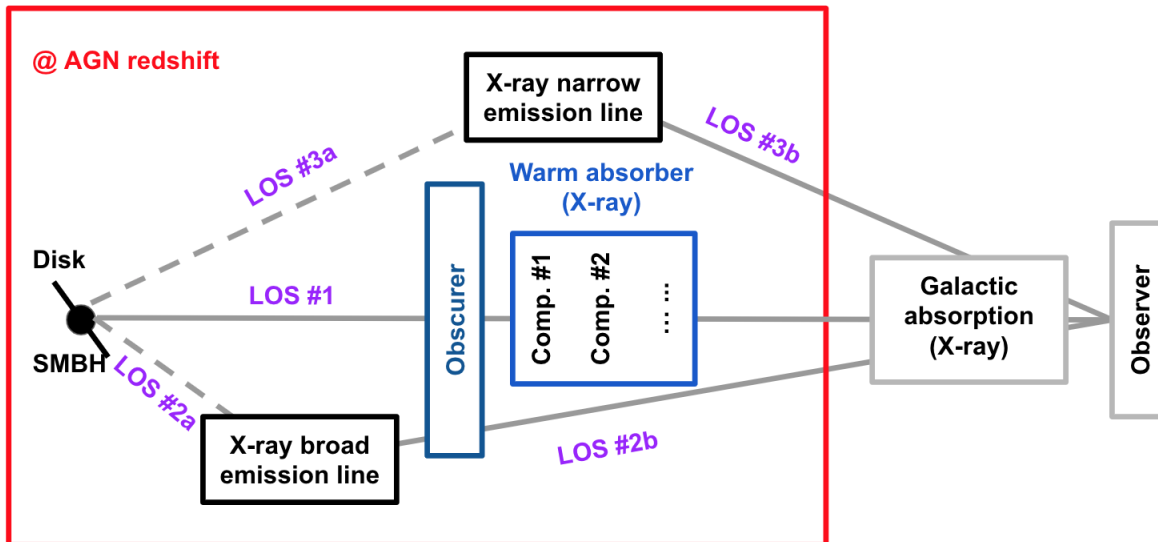 @ AGN redshift
X-ray narrow
emission line
LOS #3a
LOS #3b
Warm absorber
(X-ray)
Disk
SMBH
LOS #1
Obscurer
Comp. #1
Comp. #2
... ...
Galactic
absorption
(X-ray)
Observer
LOS #2a
X-ray broad
emission line
LOS #2b